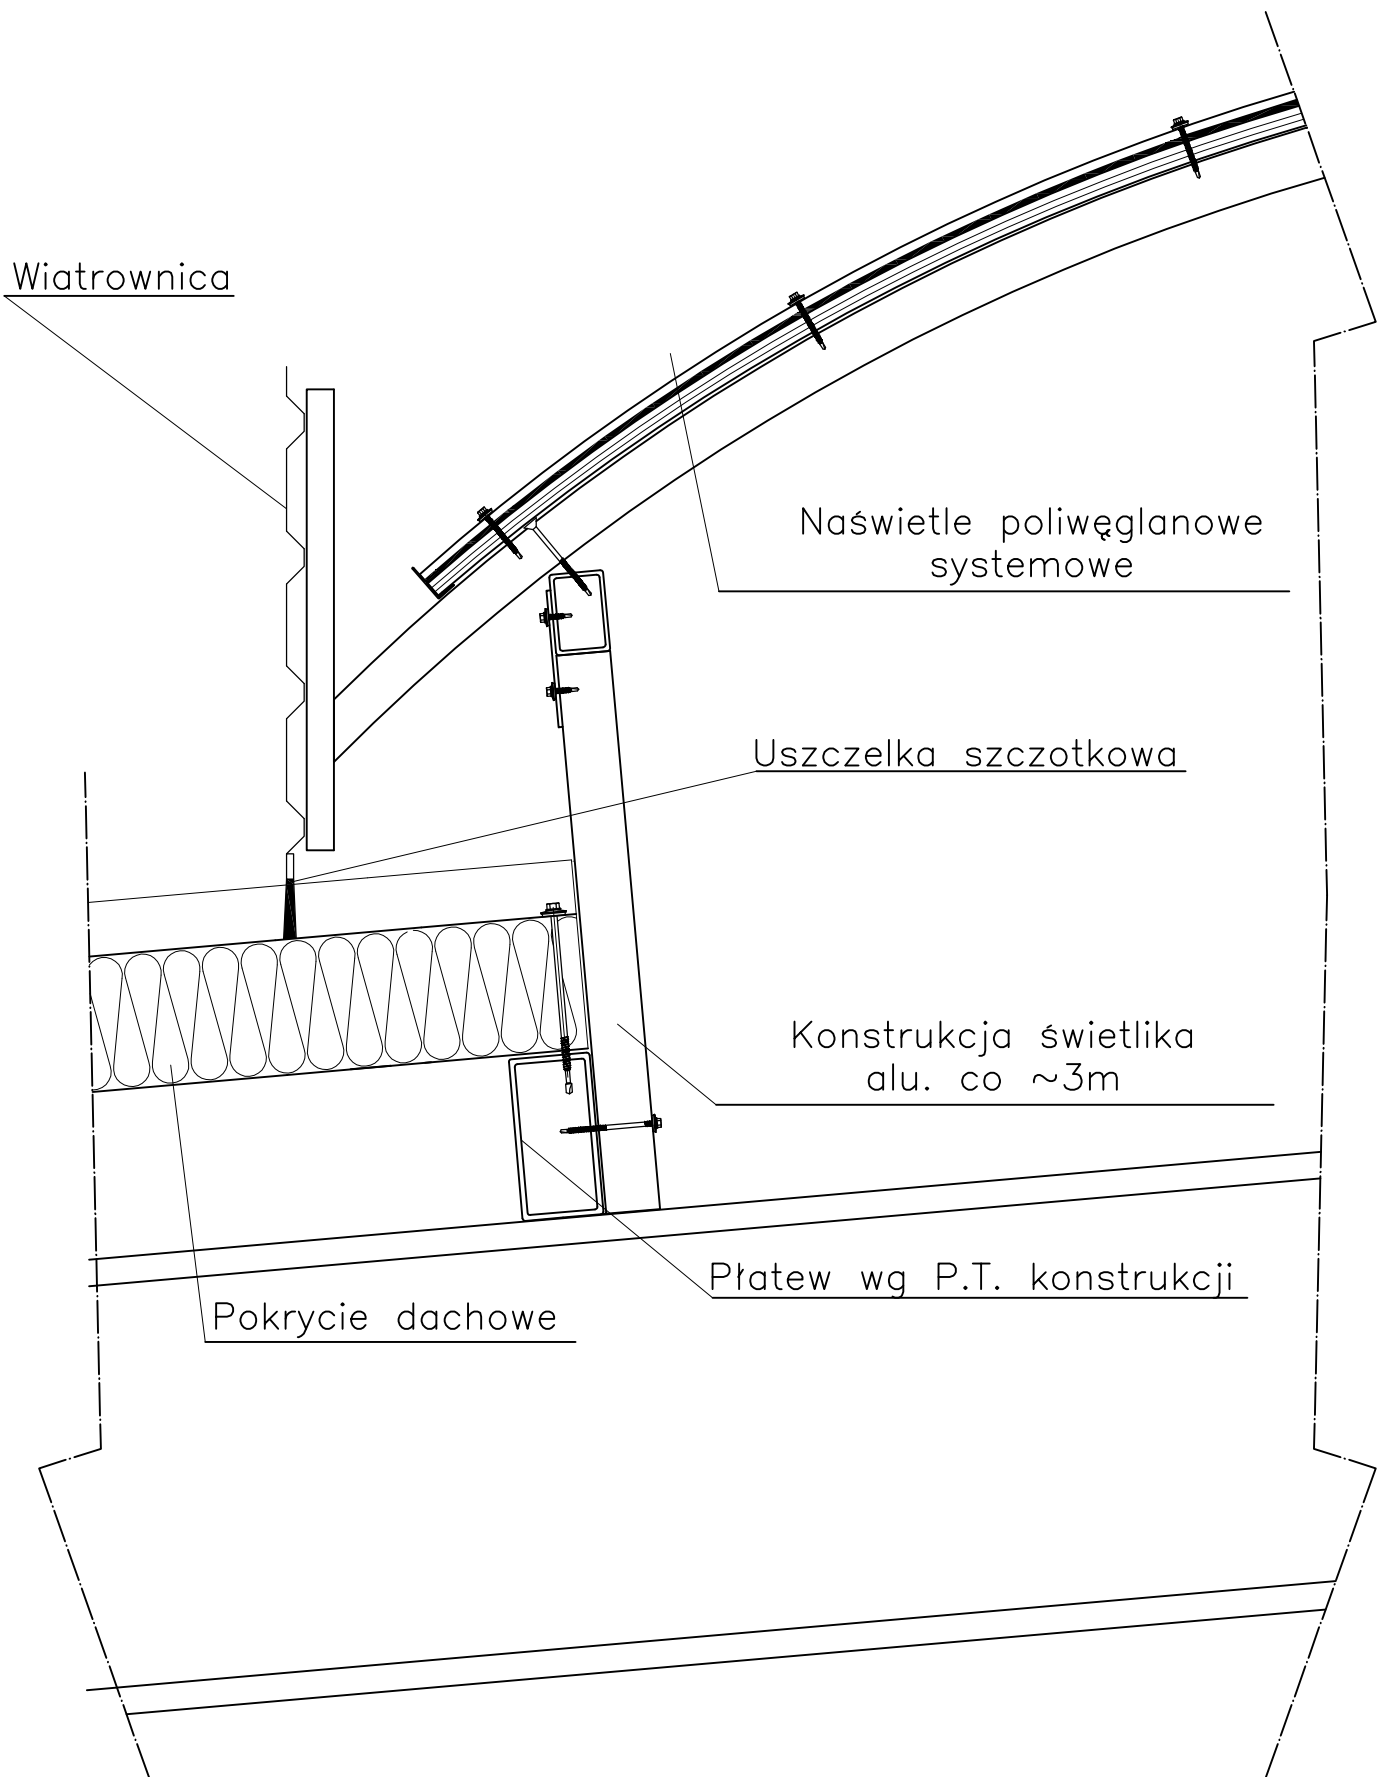 Wiatrownica
Naświetle poliwęglanowe
systemowe
Uszczelka szczotkowa
Konstrukcja świetlika
alu. co ~3m
Płatew wg P.T. konstrukcji
Pokrycie dachowe